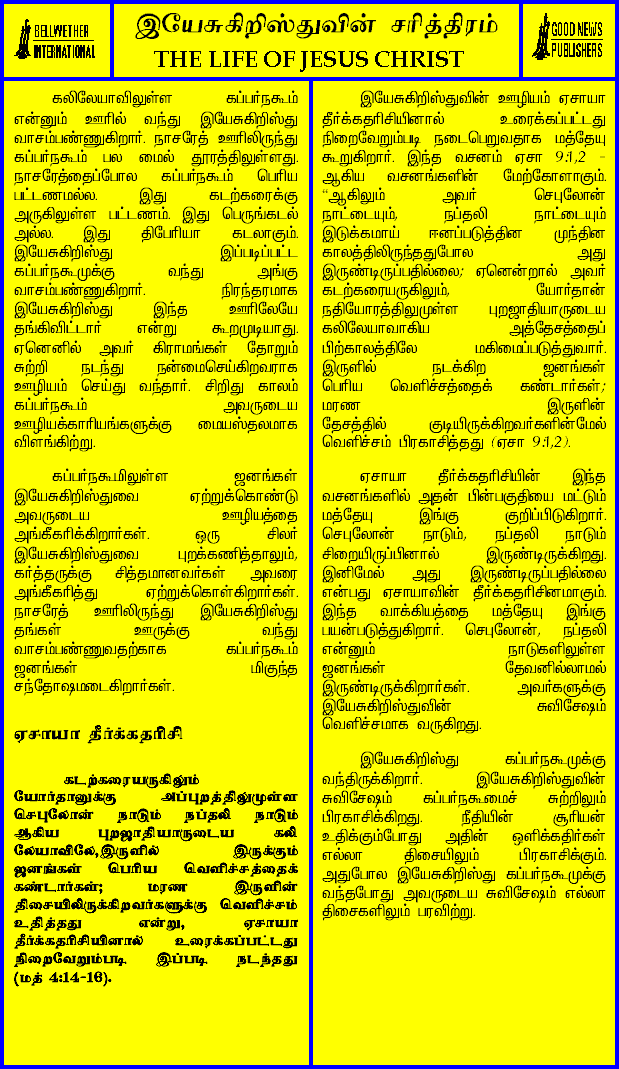 BELLWETHER
INTERNATIONAL
இயேசுகிறிஸ்துவின் சரித்திரம்
THE LIFE OF JESUS CHRIST
GOOD NEWS
PUBLISHERS
கலிலேயாவிலுள்ள கப்பர்நகூம்
என்னும் ஊரில் வந்து இயேசுகிறிஸ்து
வாசம்பண்ணுகிறார். நாசரேத் ஊரிலிருந்து
கப்பர்நகூம் பல மைல் தூரத்திலுள்ளது.
நாசரேத்தைப்போல கப்பர்நகூம் பெரிய
பட்டணமல்ல. இது கடற்கரைக்கு
அருகிலுள்ள பட்டணம். இது பெருங்கடல்
அல்ல. இது திபேரியா கடலாகும்.
இயேசுகிறிஸ்து இப்படிப்பட்ட
கப்பர்நகூமுக்கு வந்து அங்கு
வாசம்பண்ணுகிறார். நிரந்தரமாக
இயேசுகிறிஸ்து இந்த ஊரிலேயே
தங்கிவிட்டார் என்று கூறமுடியாது.
ஏனெனில் அவர் கிராமங்கள் தோறும்
சுற்றி நடந்து நன்மைசெய்கிறவராக
ஊழியம் செய்து வந்தார். சிறிது காலம்
கப்பர்நகூம் அவருடைய
ஊழியக்காரியங்களுக்கு மையஸ்தலமாக
விளங்கிற்று.
கப்பர்நகூமிலுள்ள ஜனங்கள்
இயேசுகிறிஸ்துவை ஏற்றுக்கொண்டு
அவருடைய ஊழியத்தை
அங்கீகரிக்கிறார்கள். ஒரு சிலர்
இயேசுகிறிஸ்துவை புறக்கணித்தாலும்,
கர்த்தருக்கு சித்தமானவர்கள் அவரை
அங்கீகரித்து ஏற்றுக்கொள்கிறார்கள்.
நாசரேத் ஊரிலிருந்து இயேசுகிறிஸ்து
தங்கள் ஊருக்கு வந்து
வாசம்பண்ணுவதற்காக கப்பர்நகூம்
ஜனங்கள் மிகுந்த
சந்தோஷமடைகிறார்கள்.
ஏசாயா தீர்க்கதரிசி
கடற்கரையருகிலும்
யோர்தானுக்கு அப்புறத்திலுமுள்ள
செபுலோன் நாடும் நப்தலி நாடும்
ஆகிய புறஜாதியாருடைய கலி
லேயாவிலே,இருளில் இருக்கும்
ஜனங்கள் பெரிய வெளிச்சத்தைக்
கண்டார்கள்; மரண இருளின்
திசையிலிருக்கிறவர்களுக்கு வெளிச்சம்
உதித்தது என்று, ஏசாயா
தீர்க்கதரிசியினால் உரைக்கப்பட்டது
நிறைவேறும்படி இப்படி நடந்தது
(மத் 4:14-16).
இயேசுகிறிஸ்துவின் ஊழியம் ஏசாயா
தீர்க்கதரிசியினால் உரைக்கப்பட்டது
நிறைவேறும்படி நடைபெறுவதாக மத்தேயு
கூறுகிறார். இந்த வசனம் ஏசா 9:1,2 -
ஆகிய வசனங்களின் மேற்கோளாகும்.
"ஆகிலும் அவர் செபுலோன்
நாட்டையும், நப்தலி நாட்டையும்
இடுக்கமாய் ஈனப்படுத்தின முந்தின
காலத்திலிருந்ததுபோல அது
இருண்டிருப்பதில்லை; ஏனென்றால் அவர்
கடற்கரையருகிலும், யோர்தான்
நதியோரத்திலுமுள்ள புறஜாதியாருடைய
கலிலேயாவாகிய அத்தேசத்தைப்
பிற்காலத்திலே மகிமைப்படுத்துவார்.
இருளில் நடக்கிற ஜனங்கள்
பெரிய வெளிச்சத்தைக் கண்டார்கள்;
மரண இருளின்
தேசத்தில் குடியிருக்கிறவர்களின்மேல்
வெளிச்சம் பிரகாசித்தது (ஏசா 9:1,2).
ஏசாயா தீர்க்கதரிசியின் இந்த
வசனங்களில் அதன் பின்பகுதியை மட்டும்
மத்தேயு இங்கு குறிப்பிடுகிறார்.
செபுலோன் நாடும், நப்தலி நாடும்
சிறையிருப்பினால் இருண்டிருக்கிறது.
இனிமேல் அது இருண்டிருப்பதில்லை
என்பது ஏசாயாவின் தீர்க்கதரிசினமாகும்.
இந்த வாக்கியத்தை மத்தேயு இங்கு
பயன்படுத்துகிறார். செபுலோன், நப்தலி
என்னும் நாடுகளிலுள்ள
ஜனங்கள் தேவனில்லாமல்
இருண்டிருக்கிறார்கள். அவர்களுக்கு
இயேசுகிறிஸ்துவின் சுவிசேஷம்
வெளிச்சமாக வருகிறது.
இயேசுகிறிஸ்து கப்பர்நகூமுக்கு
வந்திருக்கிறார். இயேசுகிறிஸ்துவின்
சுவிசேஷம் கப்பர்நகூமைச் சுற்றிலும்
பிரகாசிக்கிறது. நீதியின் சூரியன்
உதிக்கும்போது அதின் ஒளிக்கதிர்கள்
எல்லா திசையிலும் பிரகாசிக்கும்.
அதுபோல இயேசுகிறிஸ்து கப்பர்நகூமுக்கு
வந்தபோது அவருடைய சுவிசேஷம் எல்லா
திசைகளிலும் பரவிற்று.